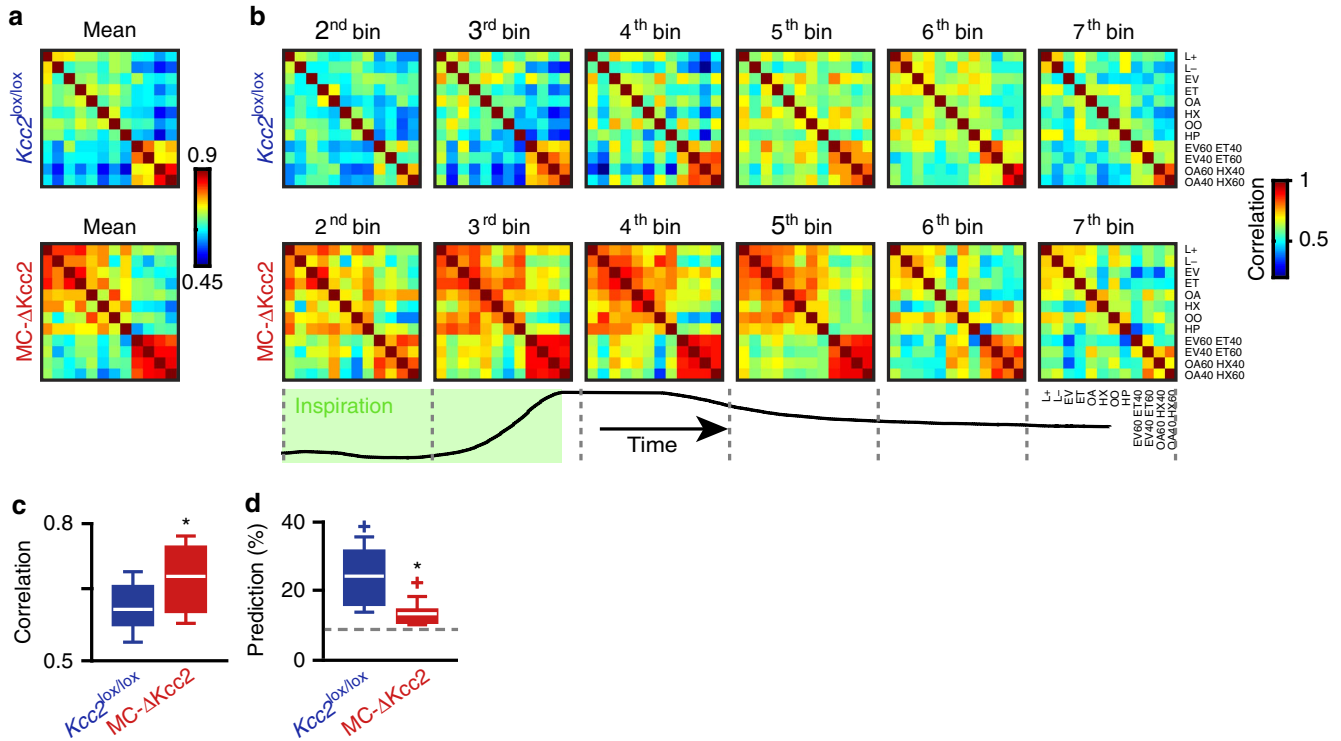 a
Mean
Kcc2lox/lox
0.9
0.45
Mean
MC-ΔKcc2
b
2nd bin
3rd bin
4th bin
5th bin
6th bin
7th bin
Kcc2lox/lox
L+
L–
EV
ET
OA
HX
OO
HP
EV60 ET40
EV40 ET60
OA60 HX40
OA40 HX60
1
0.5
Correlation
2nd bin
3rd bin
4th bin
5th bin
6th bin
7th bin
MC-ΔKcc2
L+
L–
EV
ET
OA
HX
OO
HP
EV60 ET40
EV40 ET60
OA60 HX40
OA40 HX60
Inspiration
Time
L+
L–
EV
ET
OA
HX
OO
HP
EV60 ET40
EV40 ET60
OA60 HX40
OA40 HX60
c
0.8
0.5
Correlation
*
Kcc2lox/lox
MC-ΔKcc2
d
40
20
0
Prediction (%)
*
Kcc2lox/lox
MC-ΔKcc2